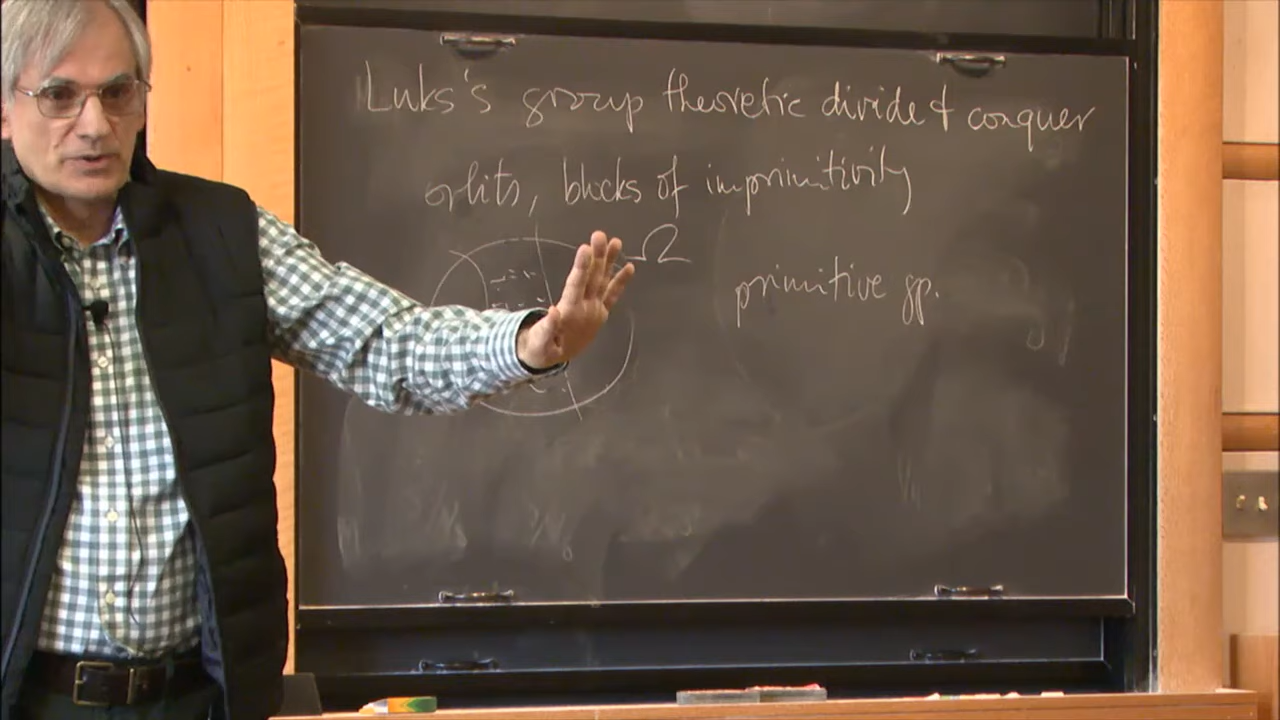 Luks's group theoretic divide & conquer
orbits, blocks of imprimitivity
Ω
primitive gp.